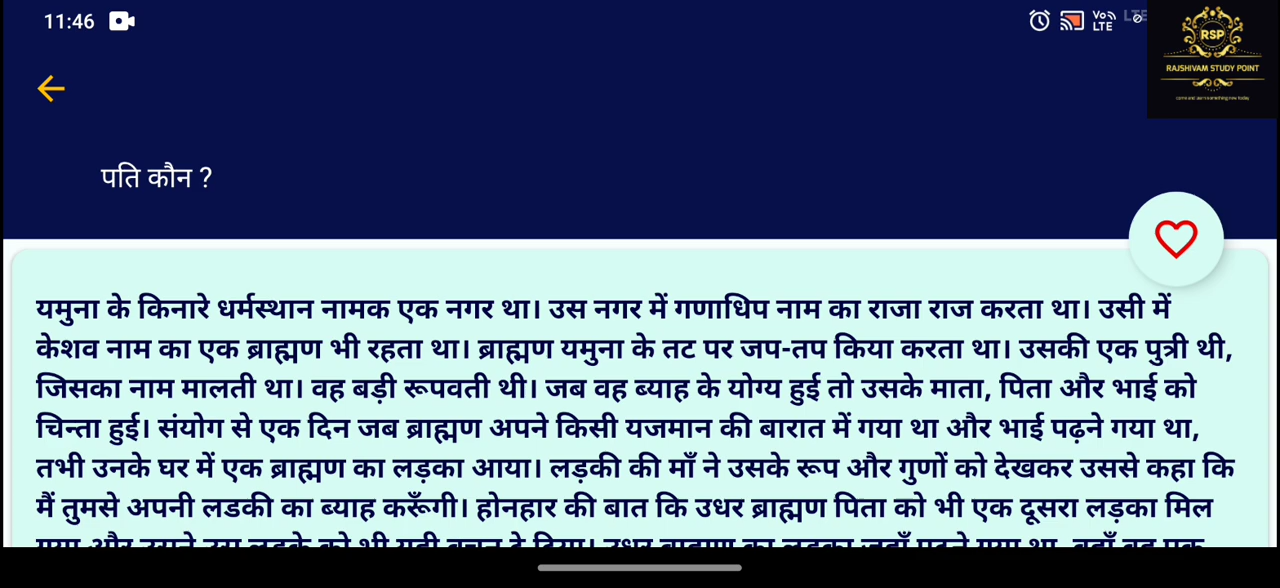 11:46
Vo
LTE
LTE
RSP
RAJSHIVAM STUDY POINT
पति कौन ?
यमुना के किनारे धर्मस्थान नामक एक नगर था। उस नगर में गणाधिप नाम का राजा राज करता था। उसी में
केशव नाम का एक ब्राह्मण भी रहता था। ब्राह्मण यमुना के तट पर जप-तप किया करता था। उसकी एक पुत्री थी,
जिसका नाम मालती था। वह बड़ी रूपवती थी। जब वह ब्याह के योग्य हुई तो उसके माता, पिता और भाई को
चिन्ता हुई। संयोग से एक दिन जब ब्राह्मण अपने किसी यजमान की बारात में गया था और भाई पढ़ने गया था,
तभी उनके घर में एक ब्राह्मण का लड़का आया। लड़की की माँ ने उसके रूप और गुणों को देखकर उससे कहा कि
मैं तुमसे अपनी लडकी का ब्याह करूँगी। होनहार की बात कि उधर ब्राह्मण पिता को भी एक दूसरा लड़का मिल